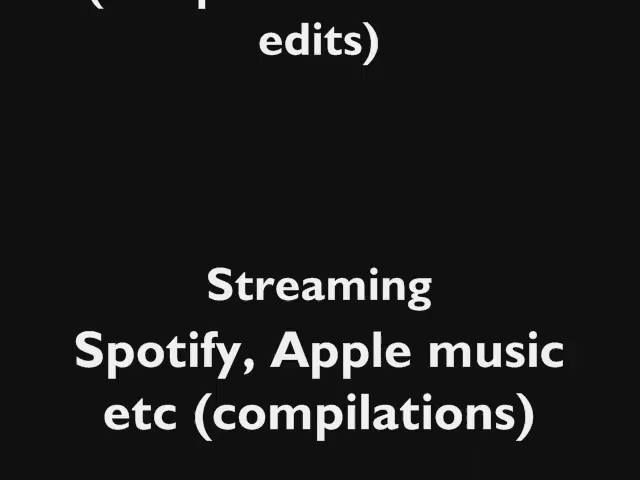 edits)
Streaming
Spotify, Apple music
etc (compilations)